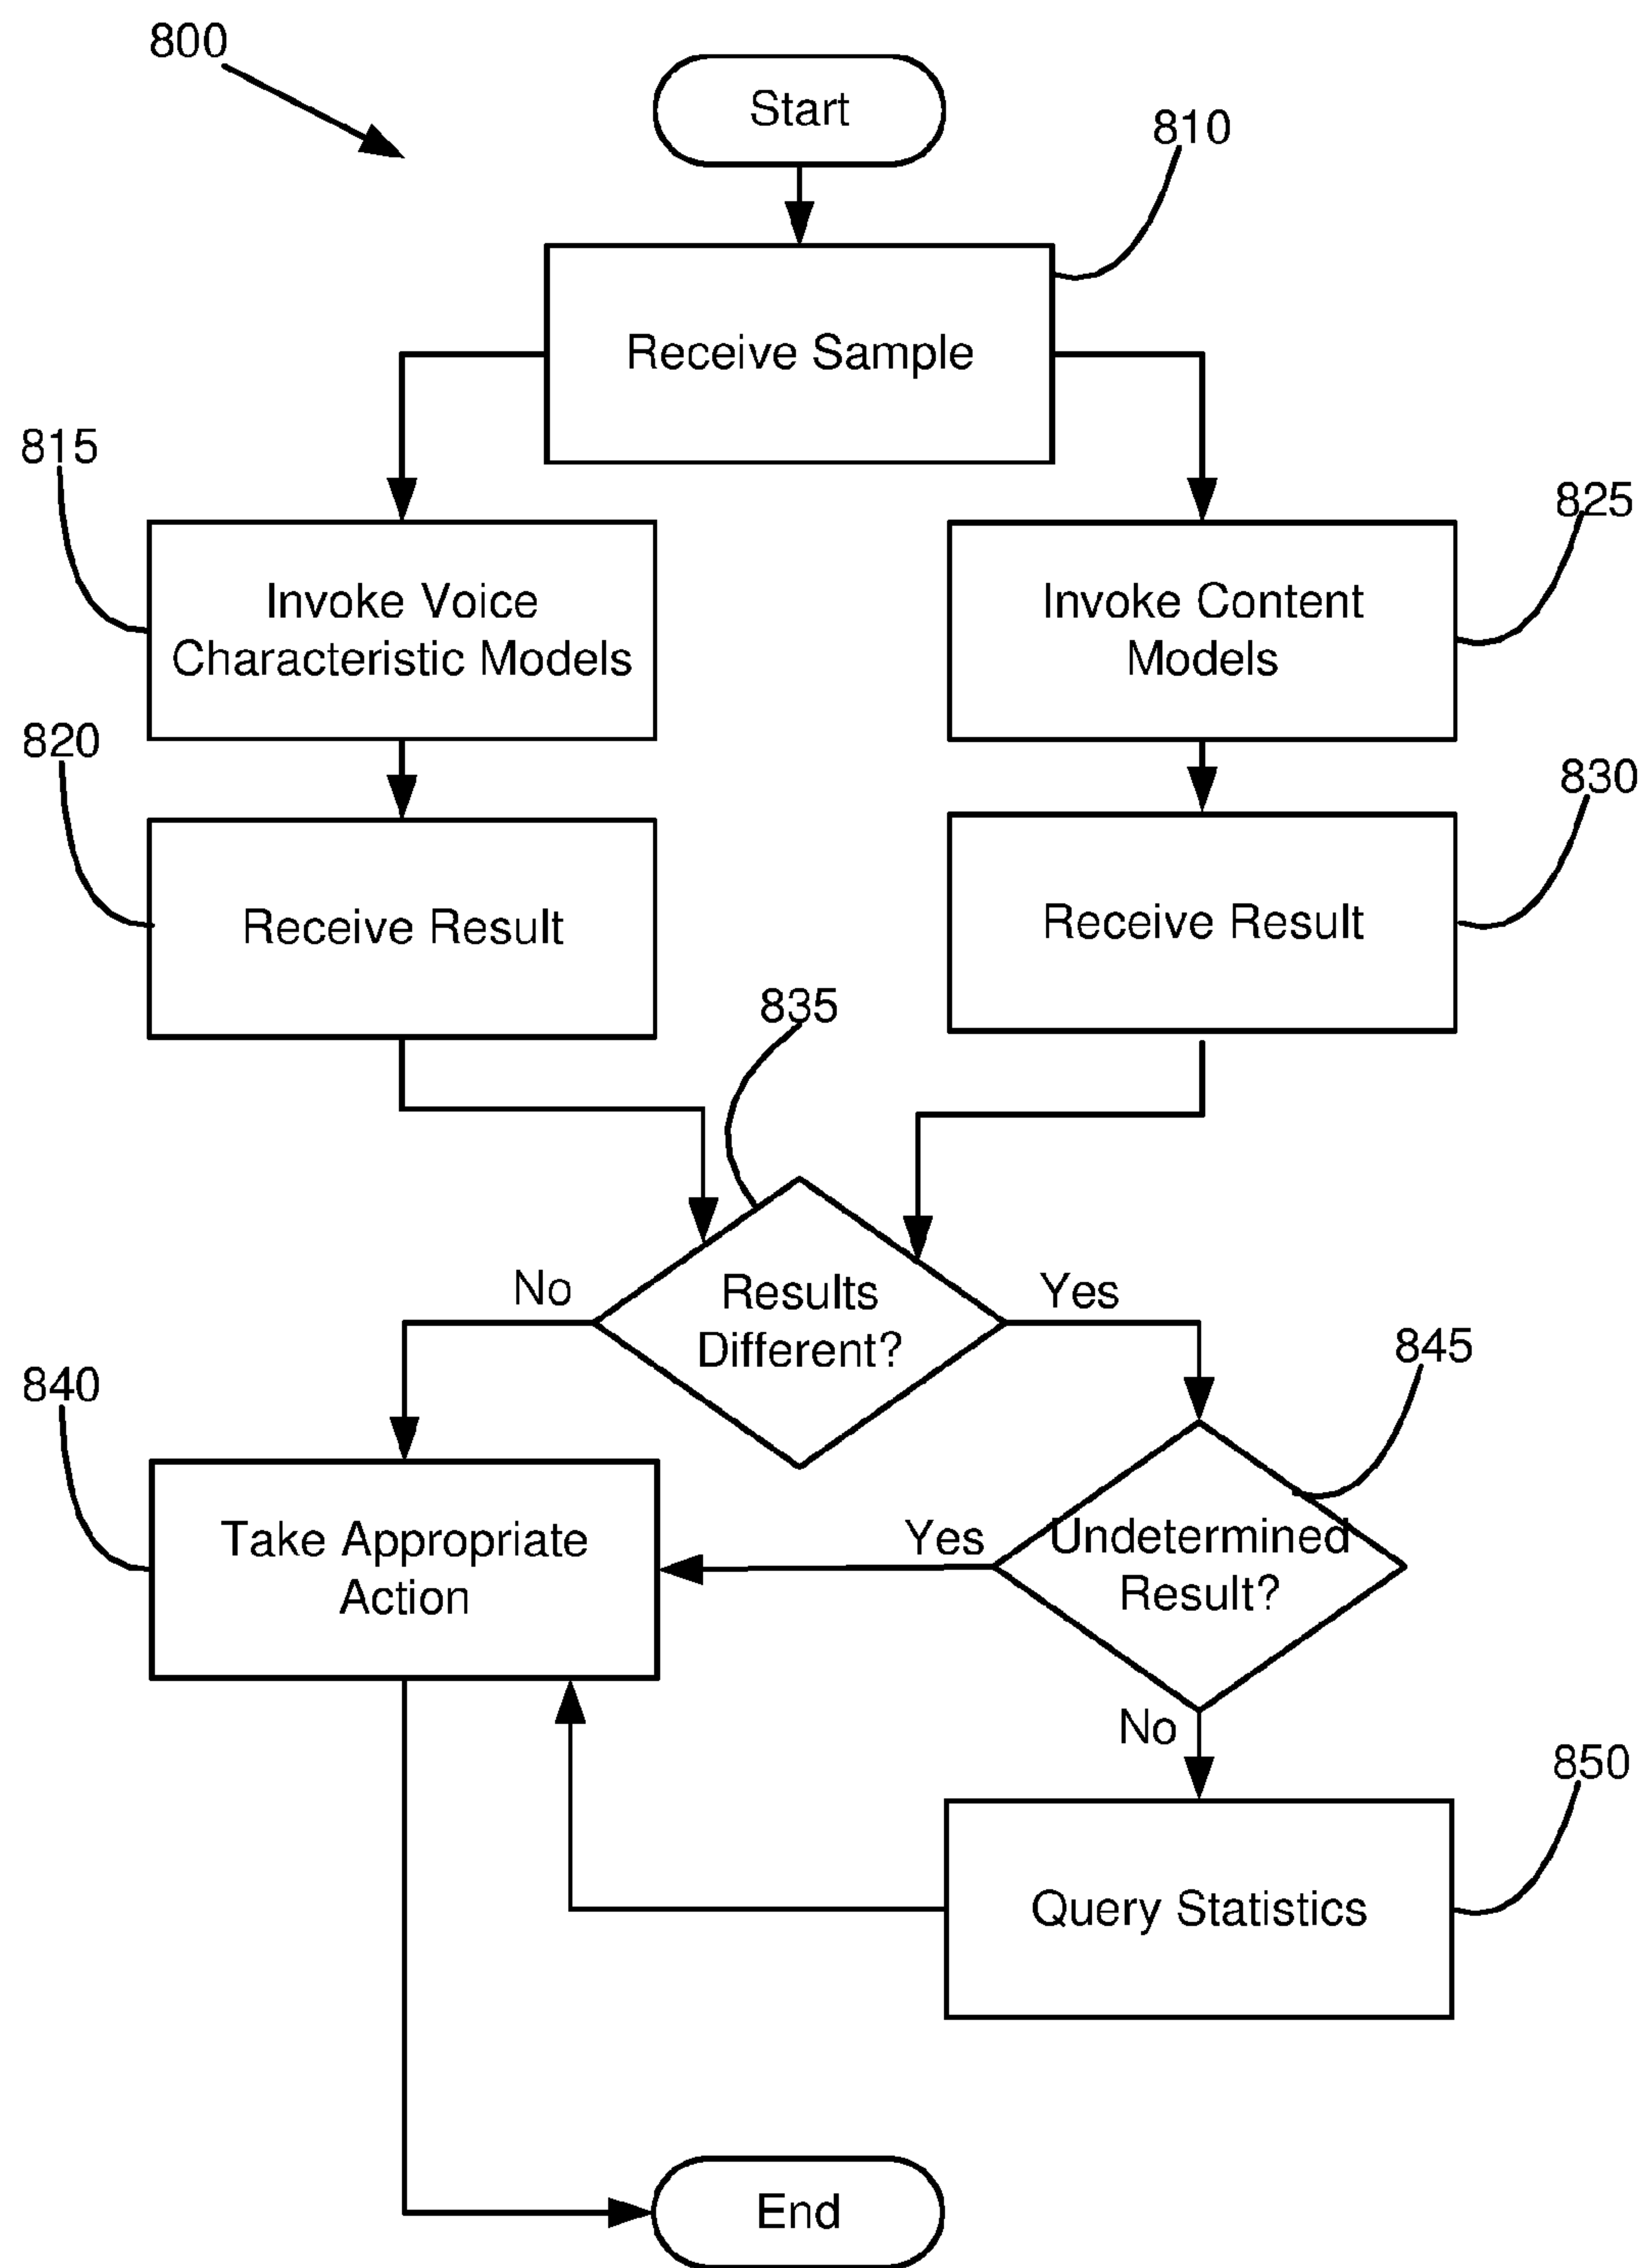 800
Start
810
Receive Sample
815
825
Invoke Voice
Characteristic Models
Invoke Content
Models
820
830
Receive Result
Receive Result
835
No
Results
Different?
Yes
840
845
Take Appropriate
Action
Yes
Undetermined
Result?
No
850
Query Statistics
End